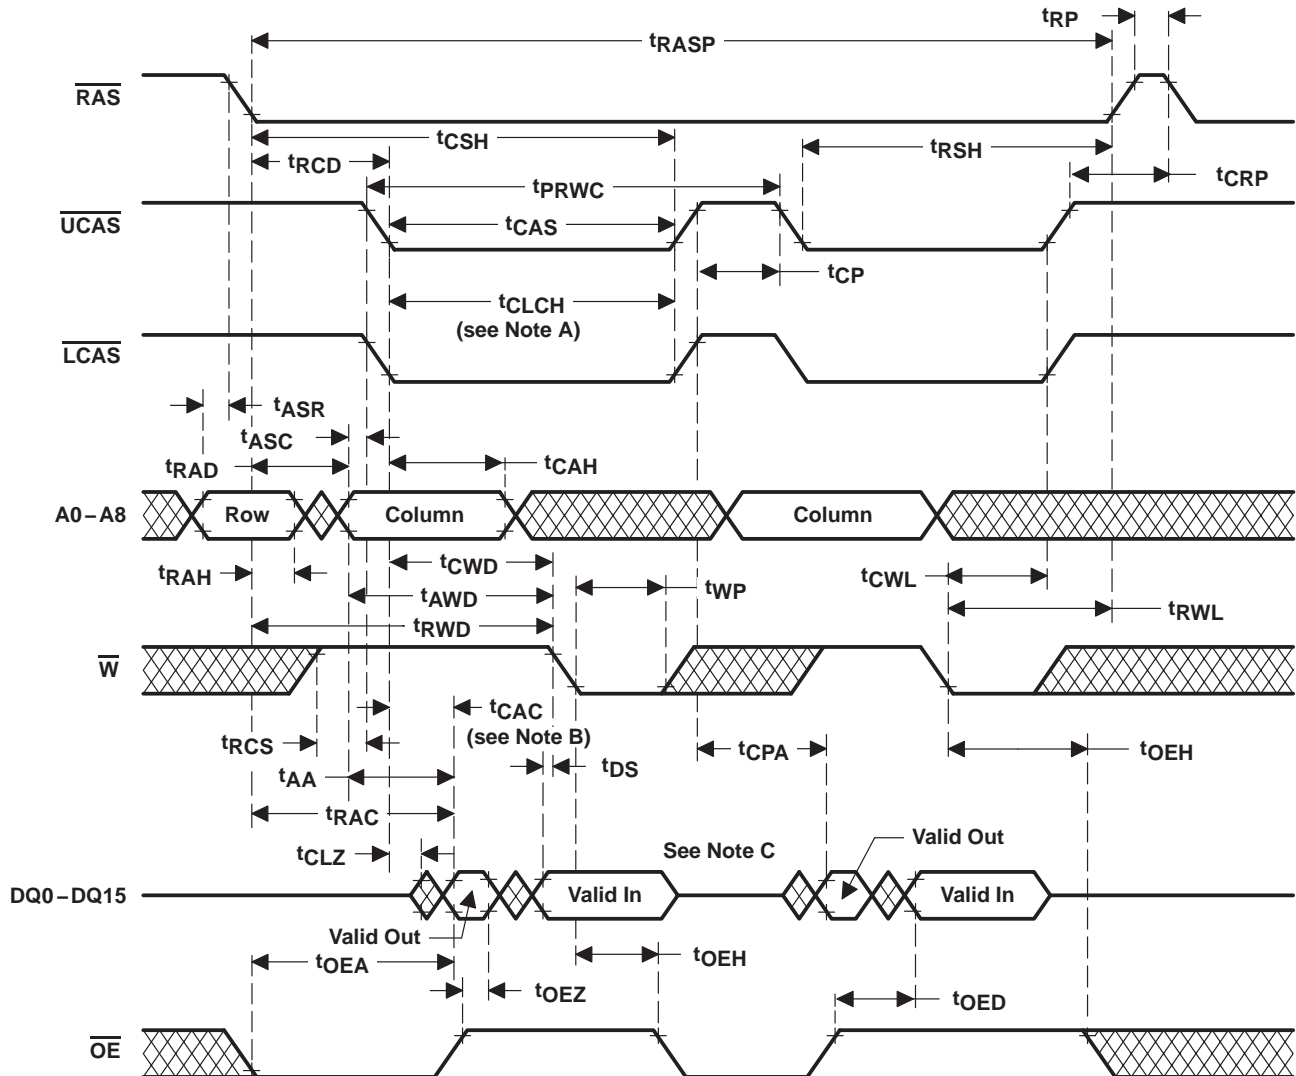 tRP
tRASP
RAS
tCSH
tRSH
tRCD
tPRWC
tCRP
UCAS
tCAS
tCP
tCLCH
(see Note A)
LCAS
tASR
tASC
tRAD
tCAH
A0–A8
Row
Column
Column
tRAH
tCWD
tWP
tCWL
tAWD
tRWL
tRWD
W
tCAC
(see Note B)
tRCS
tCPA
tOEH
tDS
tAA
tRAC
Valid Out
See Note C
tCLZ
DQ0–DQ15
Valid In
Valid In
Valid Out
tOEA
tOEH
tOEZ
tOED
OE